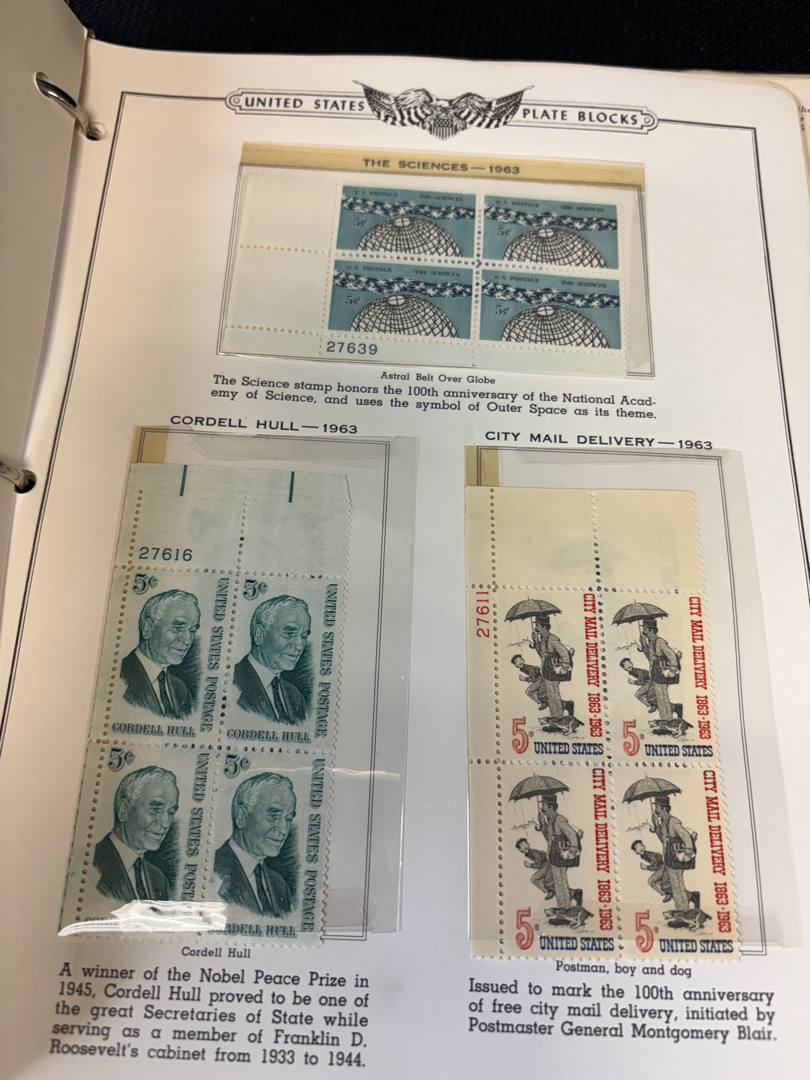 UNITED STATES PLATE BLOCKS
THE SCIENCES—1963
U.S. POSTAGE THE SCIENCES
5¢
U.S. POSTAGE THE SCIENCES
5¢
U.S. POSTAGE THE SCIENCES
5¢
U.S. POSTAGE THE SCIENCES
5¢
27639
Astral Belt Over Globe
The Science stamp honors the 100th anniversary of the National Acad-
emy of Science, and uses the symbol of Outer Space as its theme.
CORDELL HULL—1963
27616
5¢
UNITED STATES POSTAGE
CORDELL HULL
5¢
UNITED STATES POSTAGE
CORDELL HULL
5¢
UNITED STATES POSTAGE
5¢
UNITED STATES POSTAGE
CORDELL HULL
Cordell Hull
A winner of the Nobel Peace Prize in
1945, Cordell Hull proved to be one of
the great Secretaries of State while
serving as a member of Franklin D.
Roosevelt's cabinet from 1933 to 1944.
CITY MAIL DELIVERY—1963
27611
CITY MAIL DELIVERY 1863·1963
5¢ UNITED STATES
CITY MAIL DELIVERY 1863·1963
5¢ UNITED STATES
CITY MAIL DELIVERY 1863·1963
5¢ UNITED STATES
CITY MAIL DELIVERY 1863·1963
5¢ UNITED STATES
Postman, boy and dog
Issued to mark the 100th anniversary
of free city mail delivery, initiated by
Postmaster General Montgomery Blair.